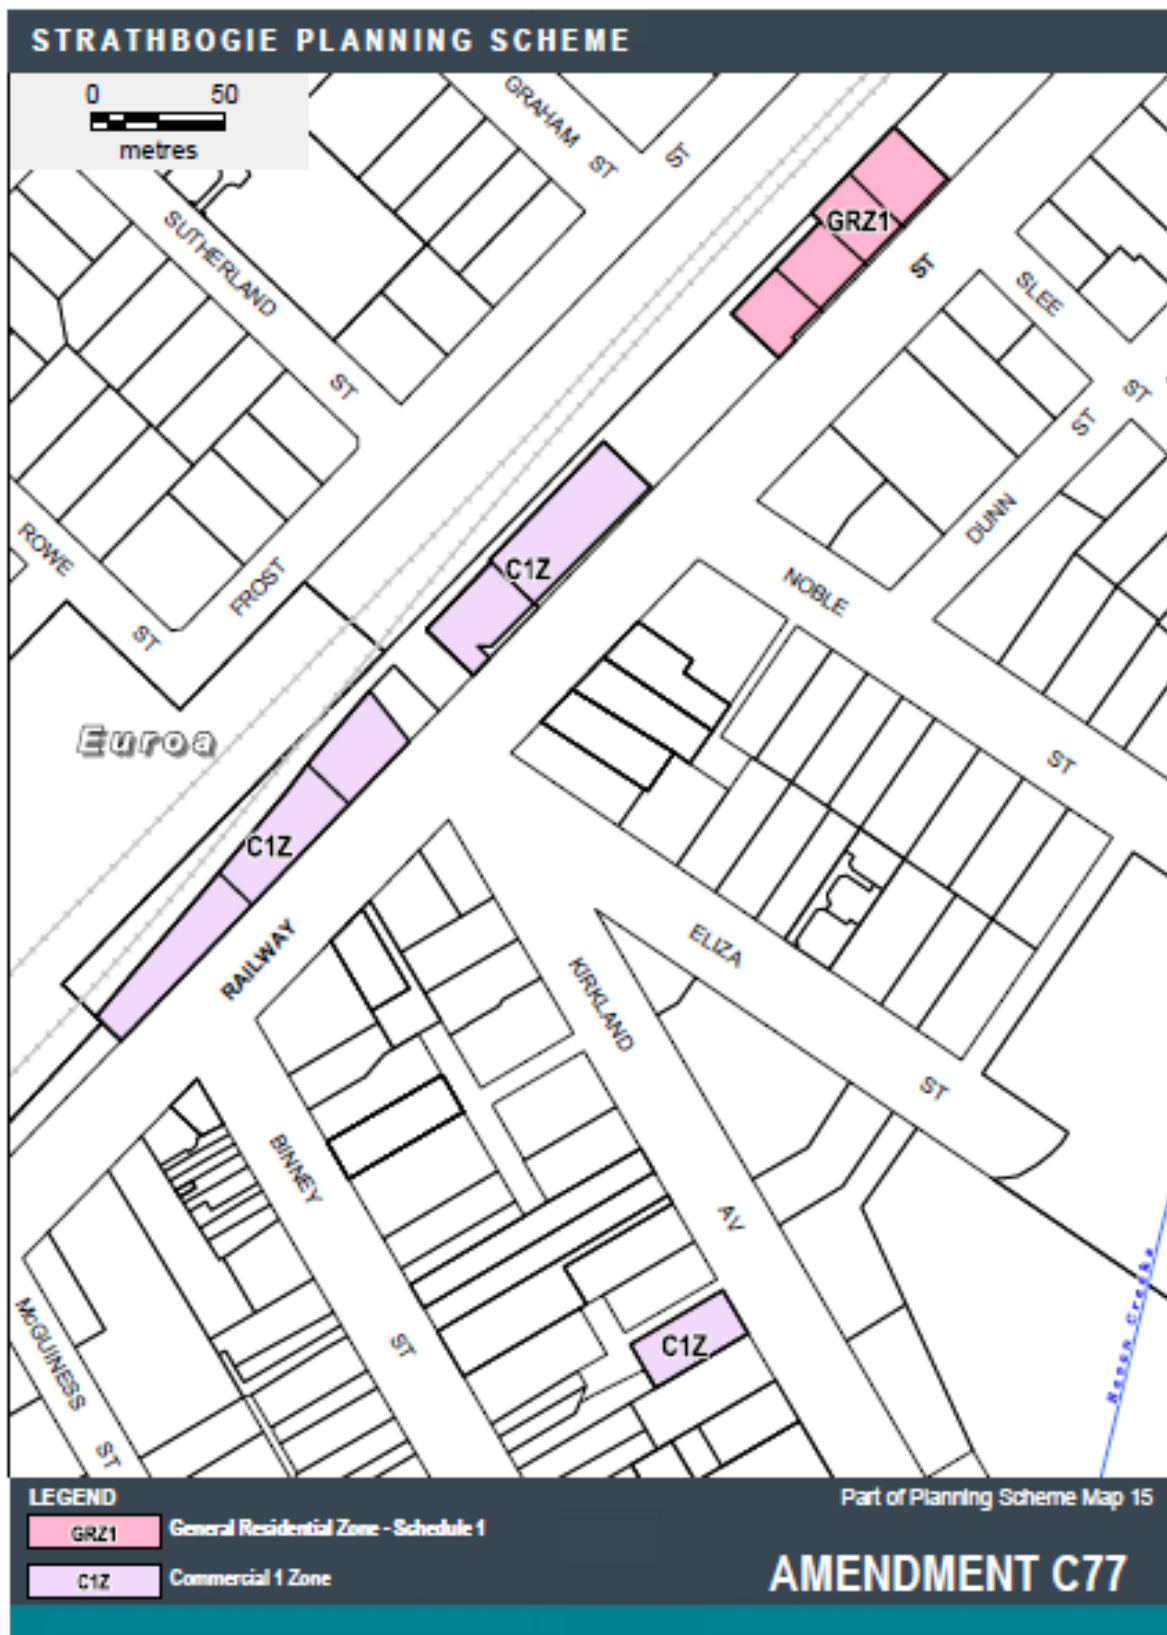 STRATHBOGIE PLANNING SCHEME
0 50
metres
GRAHAM ST
ST
SUTHERLAND ST
GRZ1
ST
SLEE
ST
ST
DUNN
ROWE ST
FROST
C1Z
NOBLE ST
Euroa
C1Z
RAILWAY
ELIZA ST
KIRKLAND AV
BINNEY ST
McGUINESS ST
C1Z
Creeks
LEGEND
Part of Planning Scheme Map 15
GRZ1 General Residential Zone - Schedule 1
C1Z Commercial 1 Zone
AMENDMENT C77